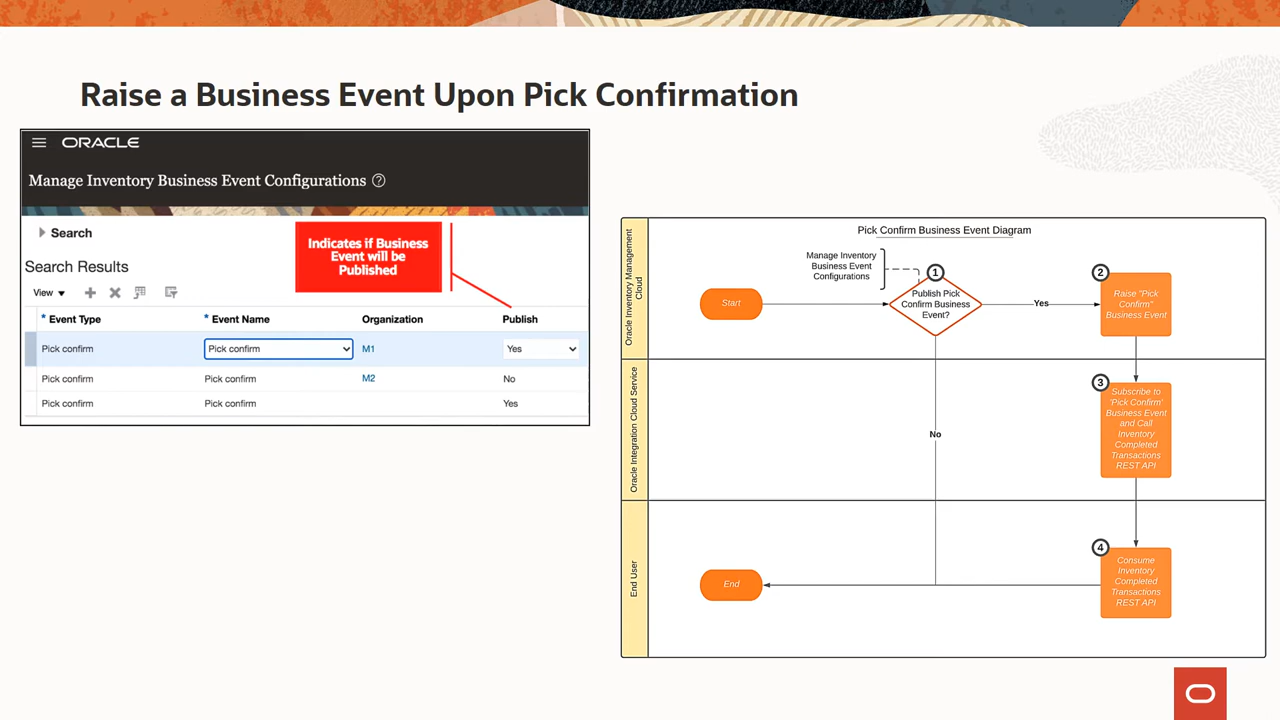 Raise a Business Event Upon Pick Confirmation
ORACLE
Manage Inventory Business Event Configurations ?
Search
Search Results
Indicates if Business
Event will be
Published
View
* Event Type * Event Name Organization Publish
Pick confirm Pick confirm M1 Yes
Pick confirm Pick confirm M2 No
Pick confirm Pick confirm Yes
Pick Confirm Business Event Diagram
Oracle Inventory Management
Cloud
Manage Inventory
Business Event
Configurations
Start
1
Publish Pick
Confirm Business
Event?
Yes
2
Raise "Pick
Confirm"
Business Event
Oracle Integration Cloud Service
No
3
Subscribe to
'Pick Confirm'
Business Event
and Call
Inventory
Completed
Transactions
REST API
End User
End
4
Consume
Inventory
Completed
Transactions
REST API